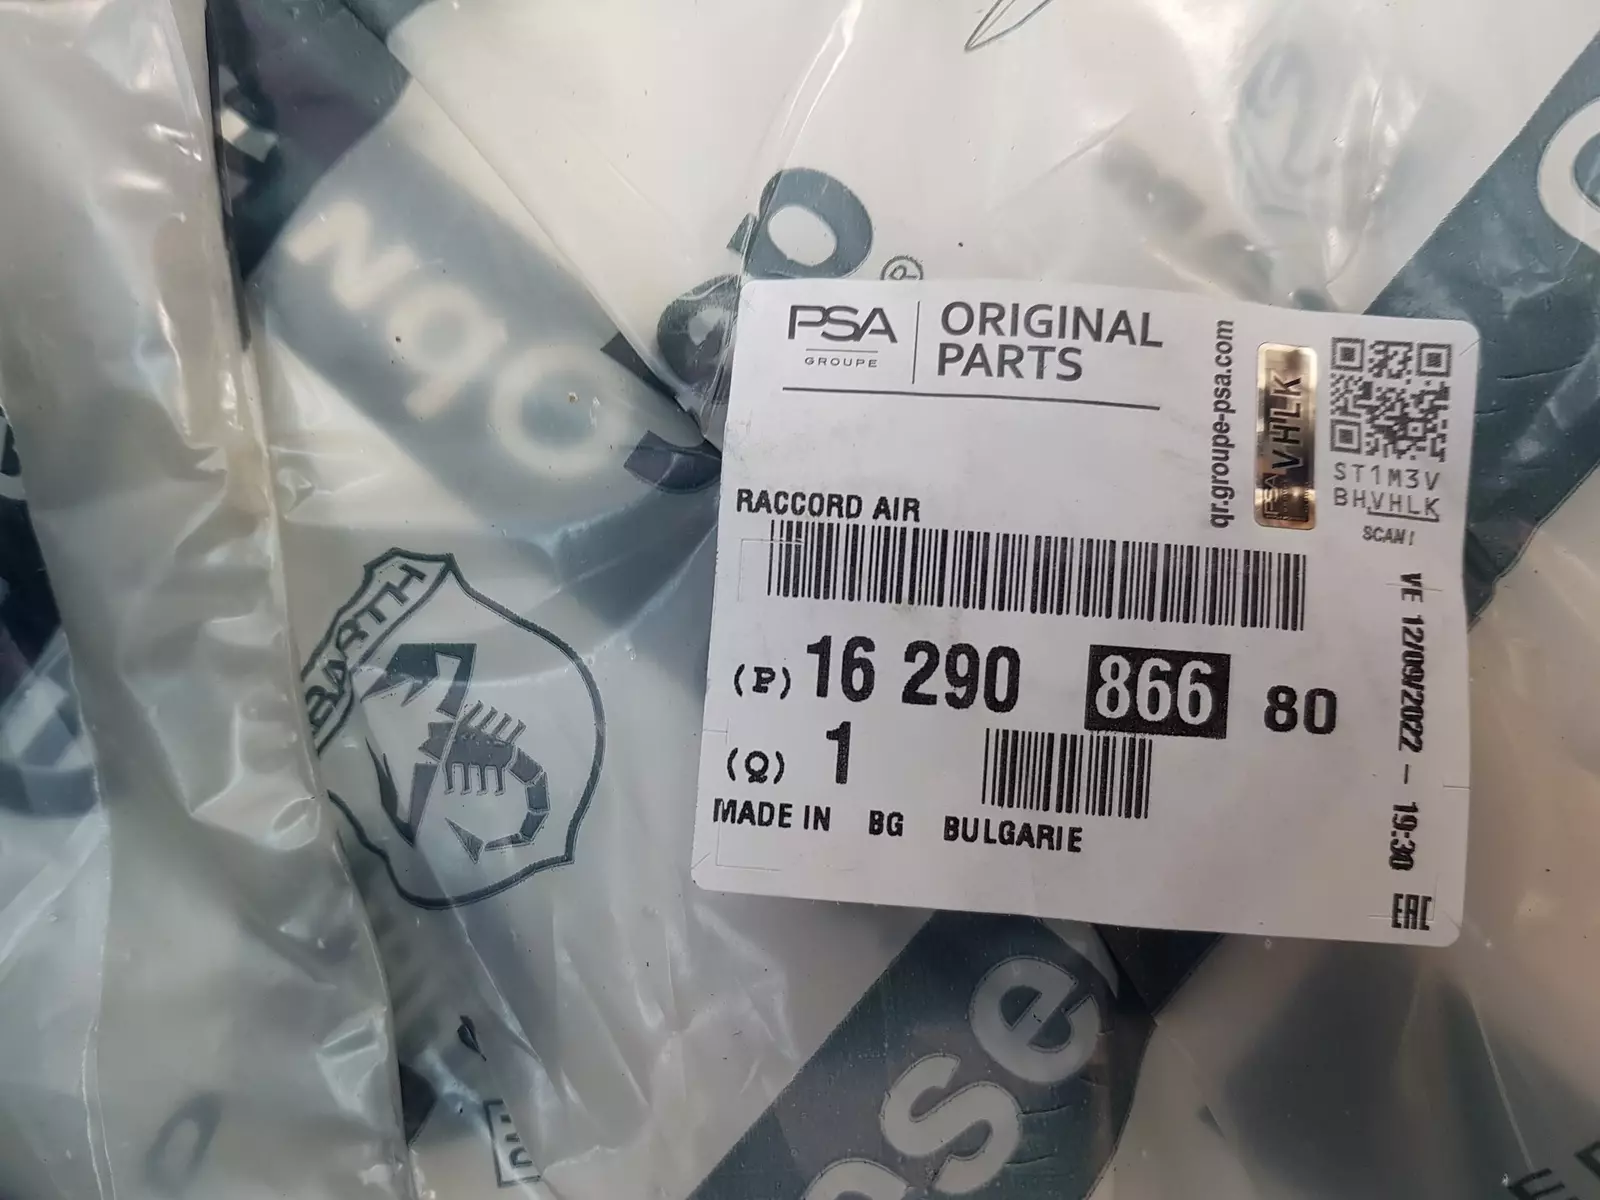 PSA
GROUPE
ORIGINAL
PARTS
qr.groupe-psa.com
PSA VHLK
ST1M3V
BHVHLK
SCAN!
RACCORD AIR
(P) 16 290 866 80
(Q) 1
MADE IN BG BULGARIE
VE 12/09/2022 - 19:30
EAC
®